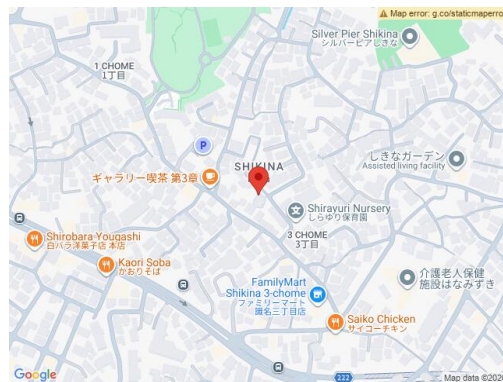 Map error: g.co/staticmaperro
Silver Pier Shikina
シルバーピアしきな
1 CHOME
1丁目
P
SHIKINA
しきなガーデン
Assisted living facility
ギャラリー喫茶 第3章
Shirayuri Nursery
しらゆり保育園
3 CHOME
3丁目
Shirobara Yougashi
白バラ洋菓子店 本店
Kaori Soba
かおりそば
介護老人保健
施設はなみずき
FamilyMart
Shikina 3-chome
ファミリーマート
識名三丁目店
Saiko Chicken
サイコーチキン
222
Google
Map data ©202